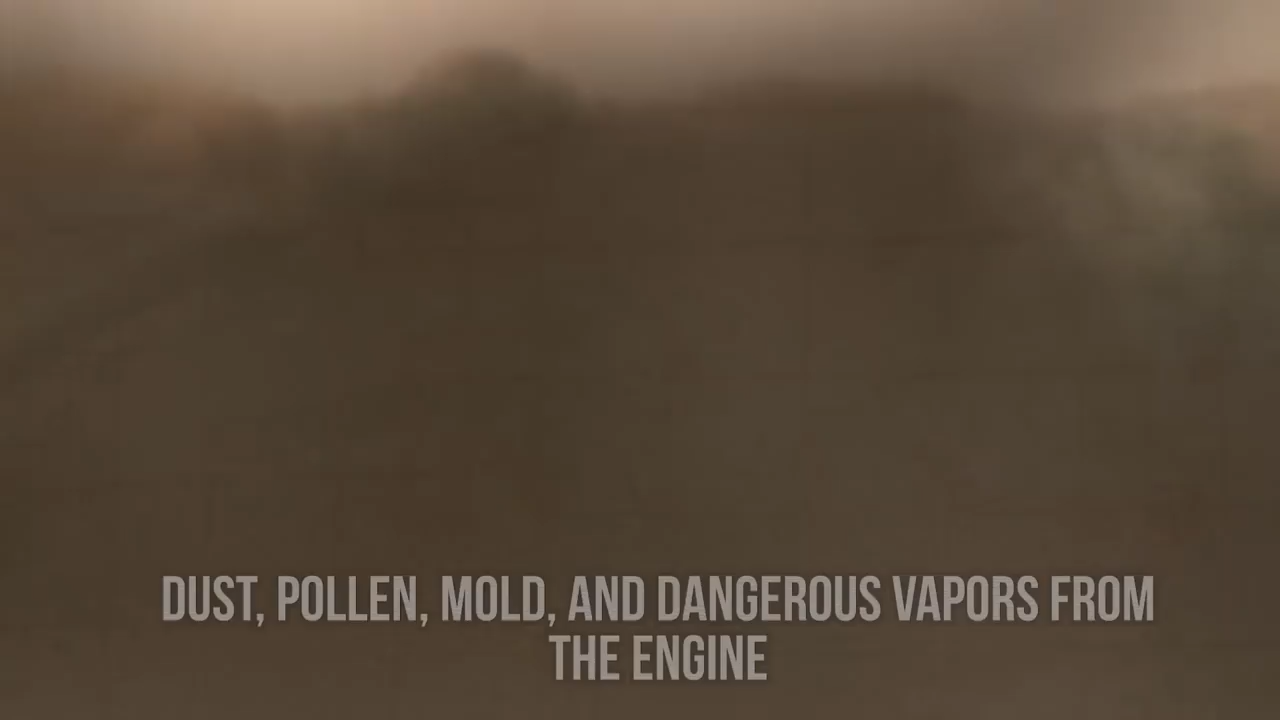 DUST, POLLEN, MOLD, AND DANGEROUS VAPORS FROM
THE ENGINE